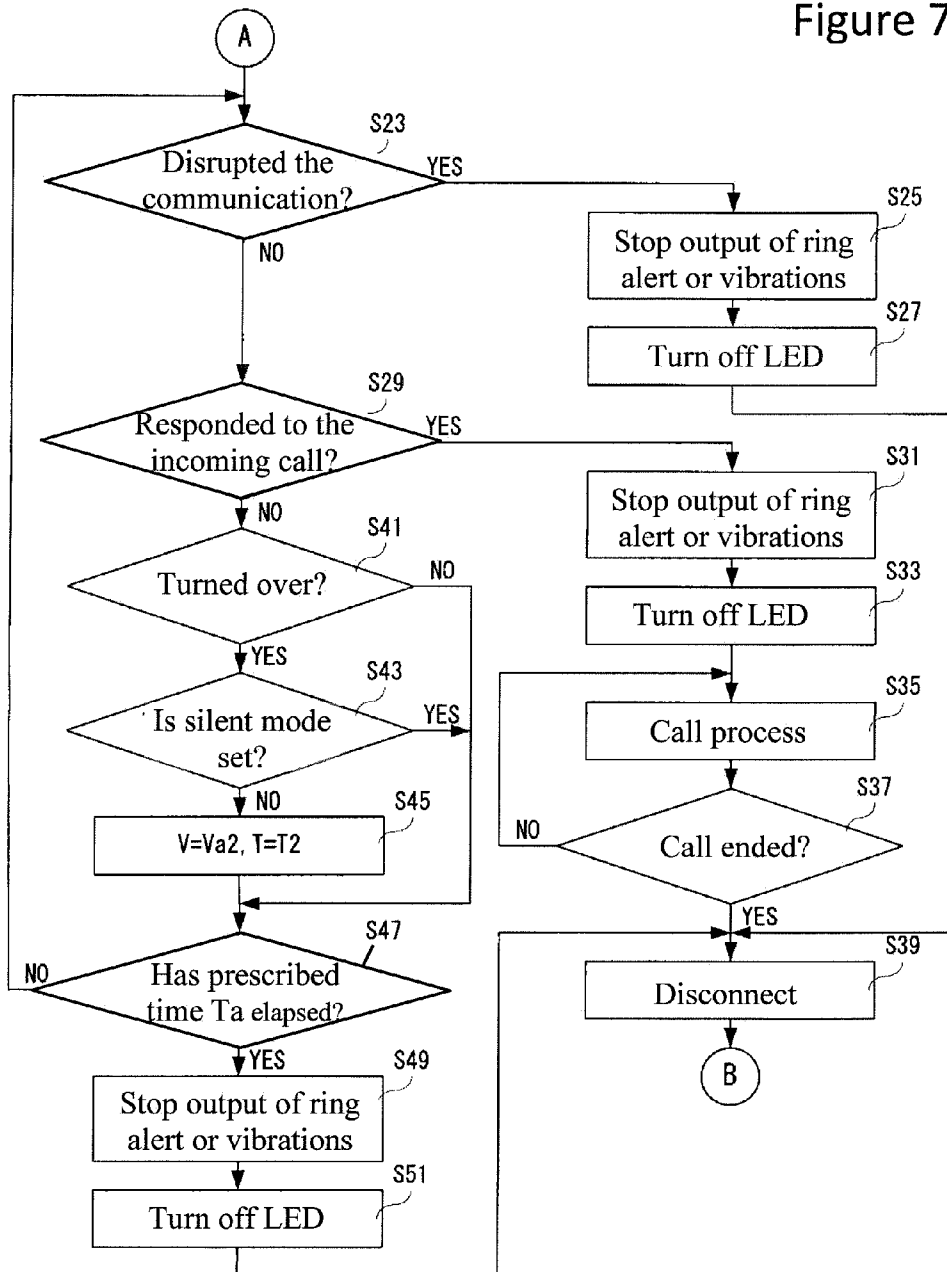 Figure 7
A
S23
Disrupted the
communication?
YES
NO
S25
Stop output of ring
alert or vibrations
S27
Turn off LED
S29
Responded to the
incoming call?
YES
NO
S31
Stop output of ring
alert or vibrations
S33
Turn off LED
S41
Turned over?
NO
YES
S43
Is silent mode
set?
YES
NO
S45
V=Va2, T=T2
S35
Call process
S37
Call ended?
NO
YES
S39
Disconnect
B
S47
Has prescribed
time Ta elapsed?
NO
YES
S49
Stop output of ring
alert or vibrations
S51
Turn off LED